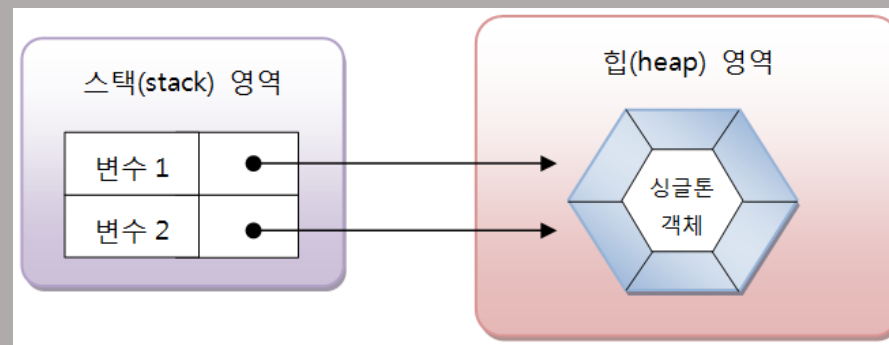 스택(stack) 영역
변수 1
변수 2
힙(heap) 영역
싱글톤
객체